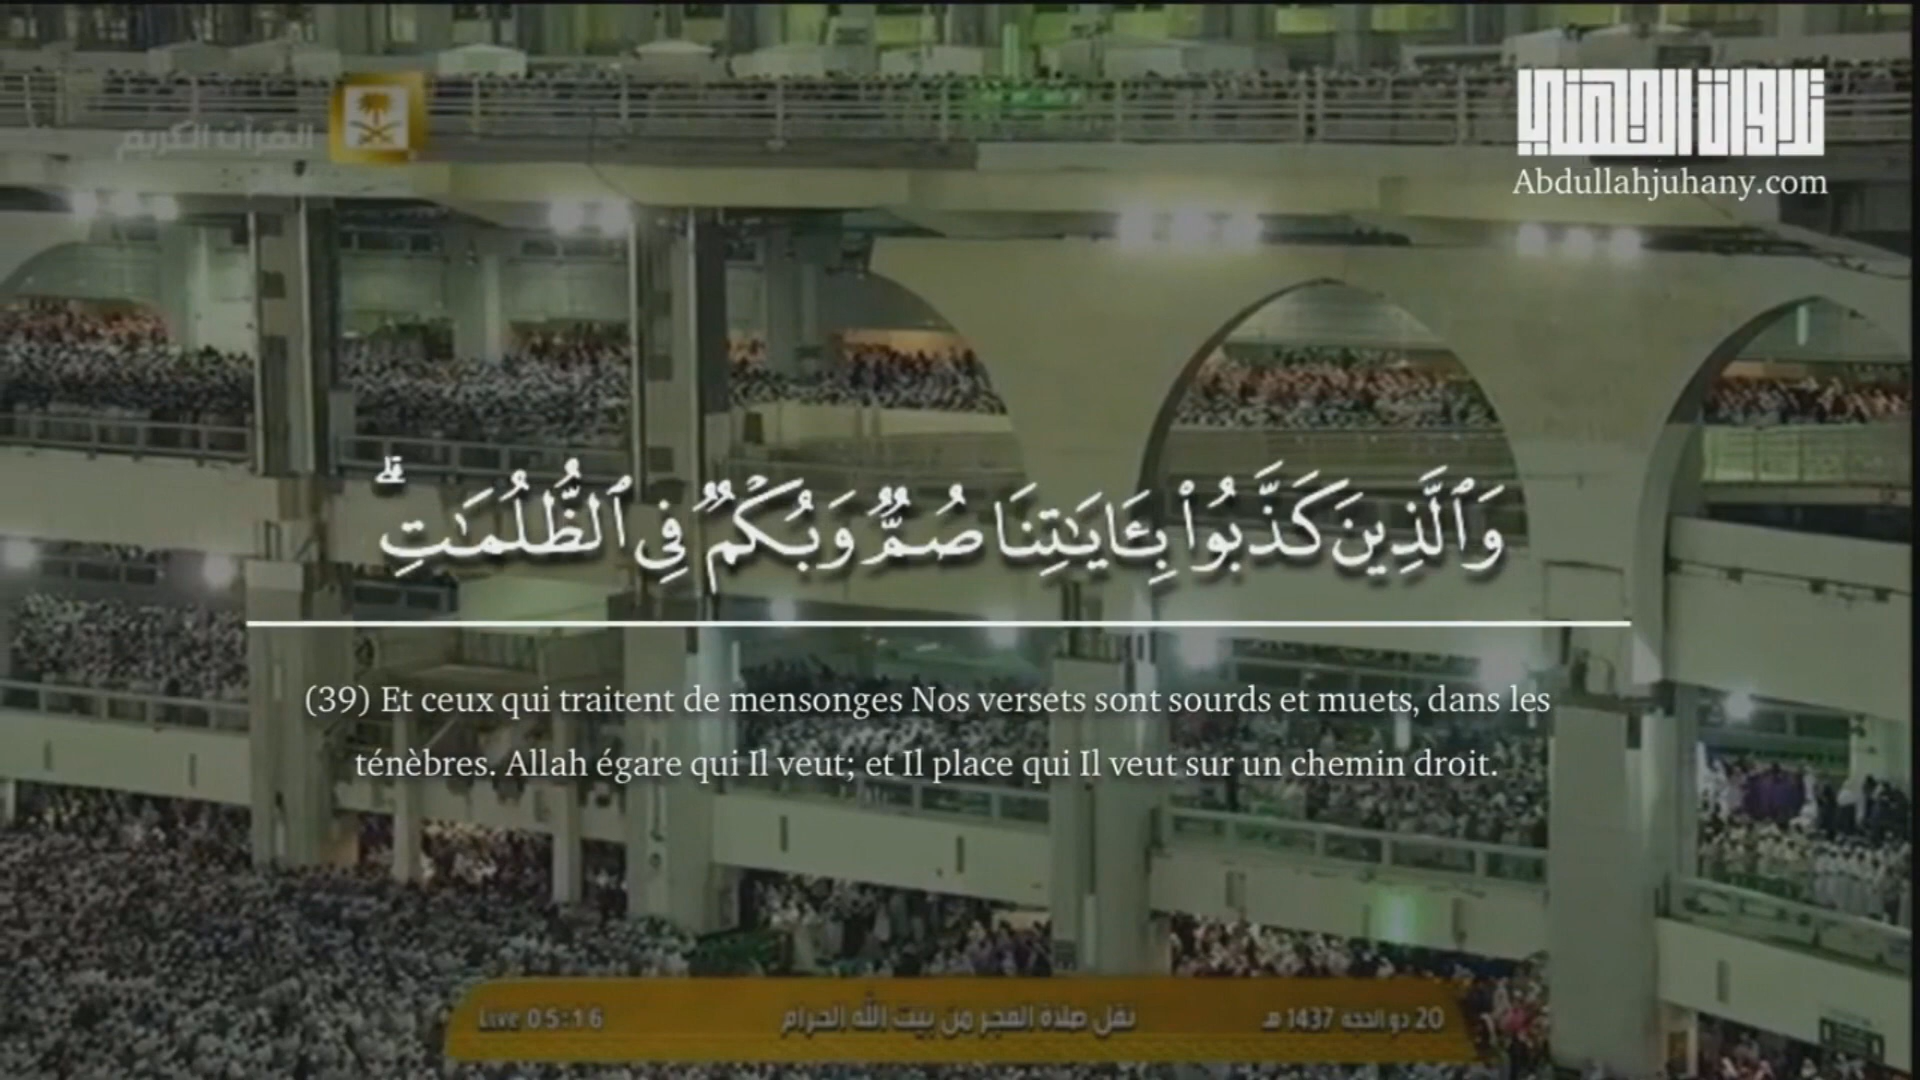 القرآن الكريم
تلاوات الجهني
Abdullahjuhany.com
وَٱلَّذِينَ كَذَّبُوا۟ بِـَٔايَـٰتِنَا صُمٌّ وَبُكْمٌ فِى ٱلظُّلُمَـٰتِ ۗ
(39) Et ceux qui traitent de mensonges Nos versets sont sourds et muets, dans les
ténèbres. Allah égare qui Il veut; et Il place qui Il veut sur un chemin droit.
20 ذو الحجة 1437 هـ نقل صلاة الفجر من بيت الله الحرام Live 05:16